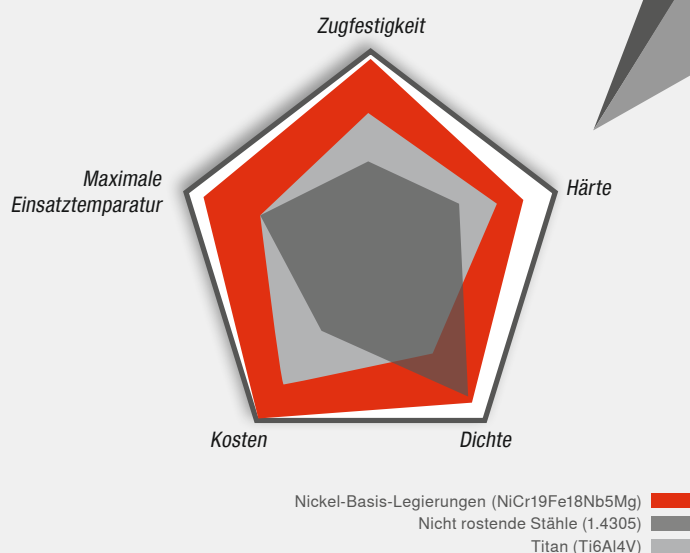 Zugfestigkeit
Maximale
Einsatztemparatur
Härte
Kosten
Dichte
Nickel-Basis-Legierungen (NiCr19Fe18Nb5Mg)
Nicht rostende Stähle (1.4305)
Titan (Ti6Al4V)